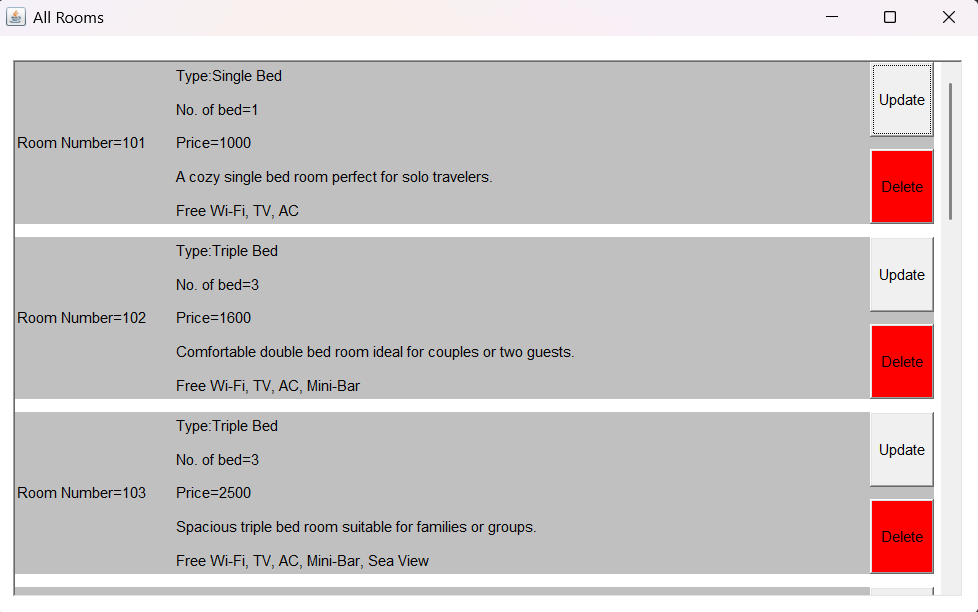 All Rooms
Room Number=101
Type:Single Bed
No. of bed=1
Price=1000
A cozy single bed room perfect for solo travelers.
Free Wi-Fi, TV, AC
Update
Delete
Room Number=102
Type:Triple Bed
No. of bed=3
Price=1600
Comfortable double bed room ideal for couples or two guests.
Free Wi-Fi, TV, AC, Mini-Bar
Update
Delete
Room Number=103
Type:Triple Bed
No. of bed=3
Price=2500
Spacious triple bed room suitable for families or groups.
Free Wi-Fi, TV, AC, Mini-Bar, Sea View
Update
Delete